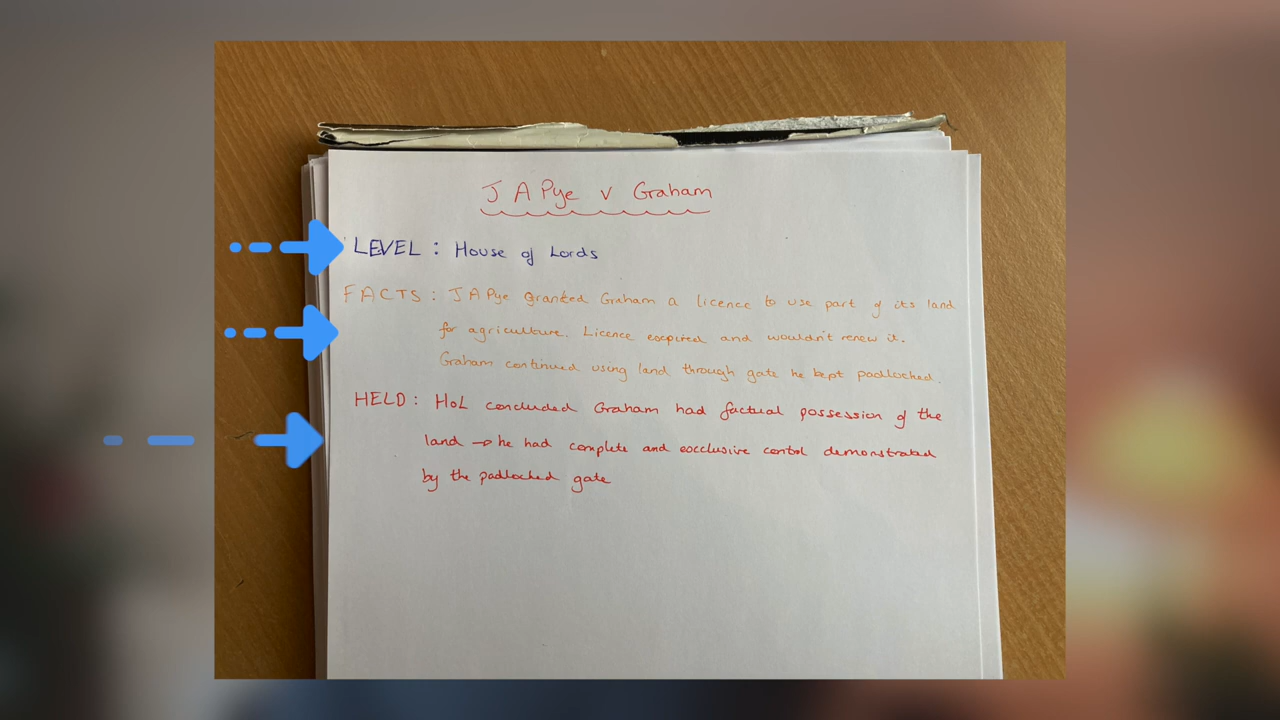 J A Pye v Graham
LEVEL : House of Lords
FACTS : J A Pye granted Graham a licence to use part of its land
for agriculture. Licence expired and wouldn't renew it.
Graham continued using land through gate he kept padlocked.
HELD : HoL concluded Graham had factual possession of the
land → he had complete and exclusive control demonstrated
by the padlocked gate